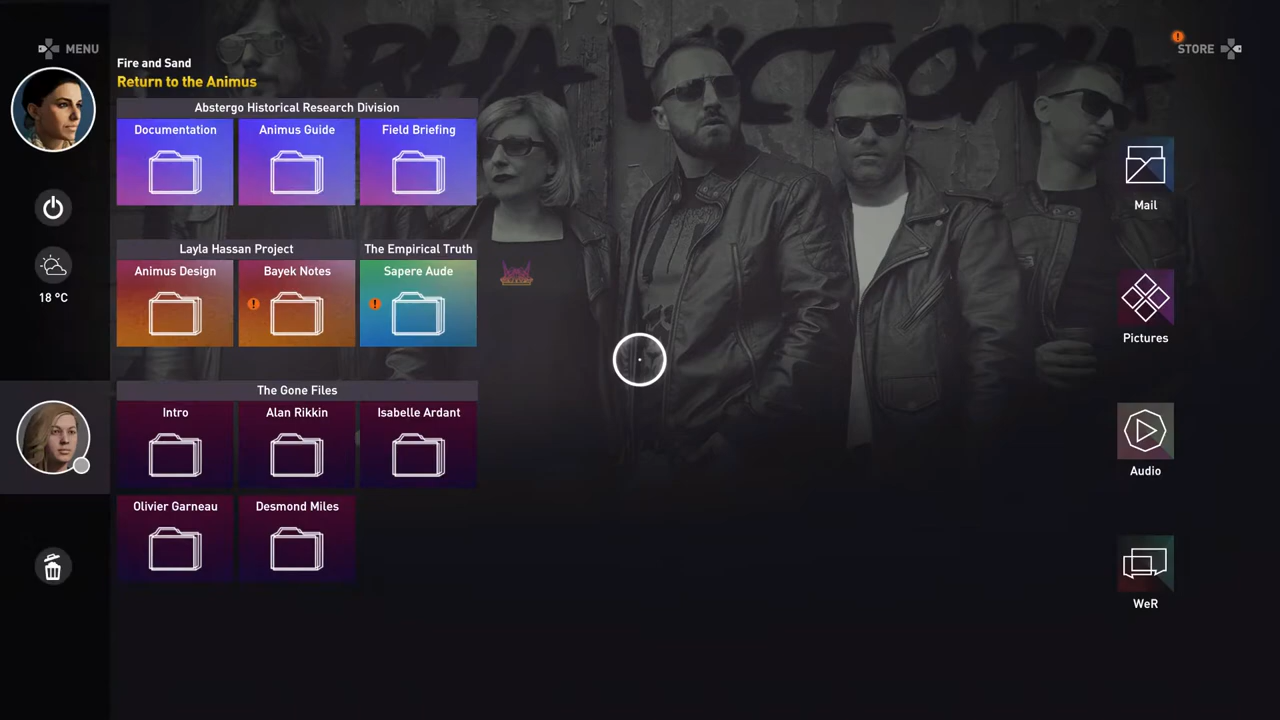 MENU
STORE
Fire and Sand
Return to the Animus
Abstergo Historical Research Division
Documentation
Animus Guide
Field Briefing
Layla Hassan Project
The Empirical Truth
Animus Design
Bayek Notes
Sapere Aude
!
!
!
18 °C
The Gone Files
Intro
Alan Rikkin
Isabelle Ardant
Olivier Garneau
Desmond Miles
Mail
Pictures
Audio
WeR
VICTORIA